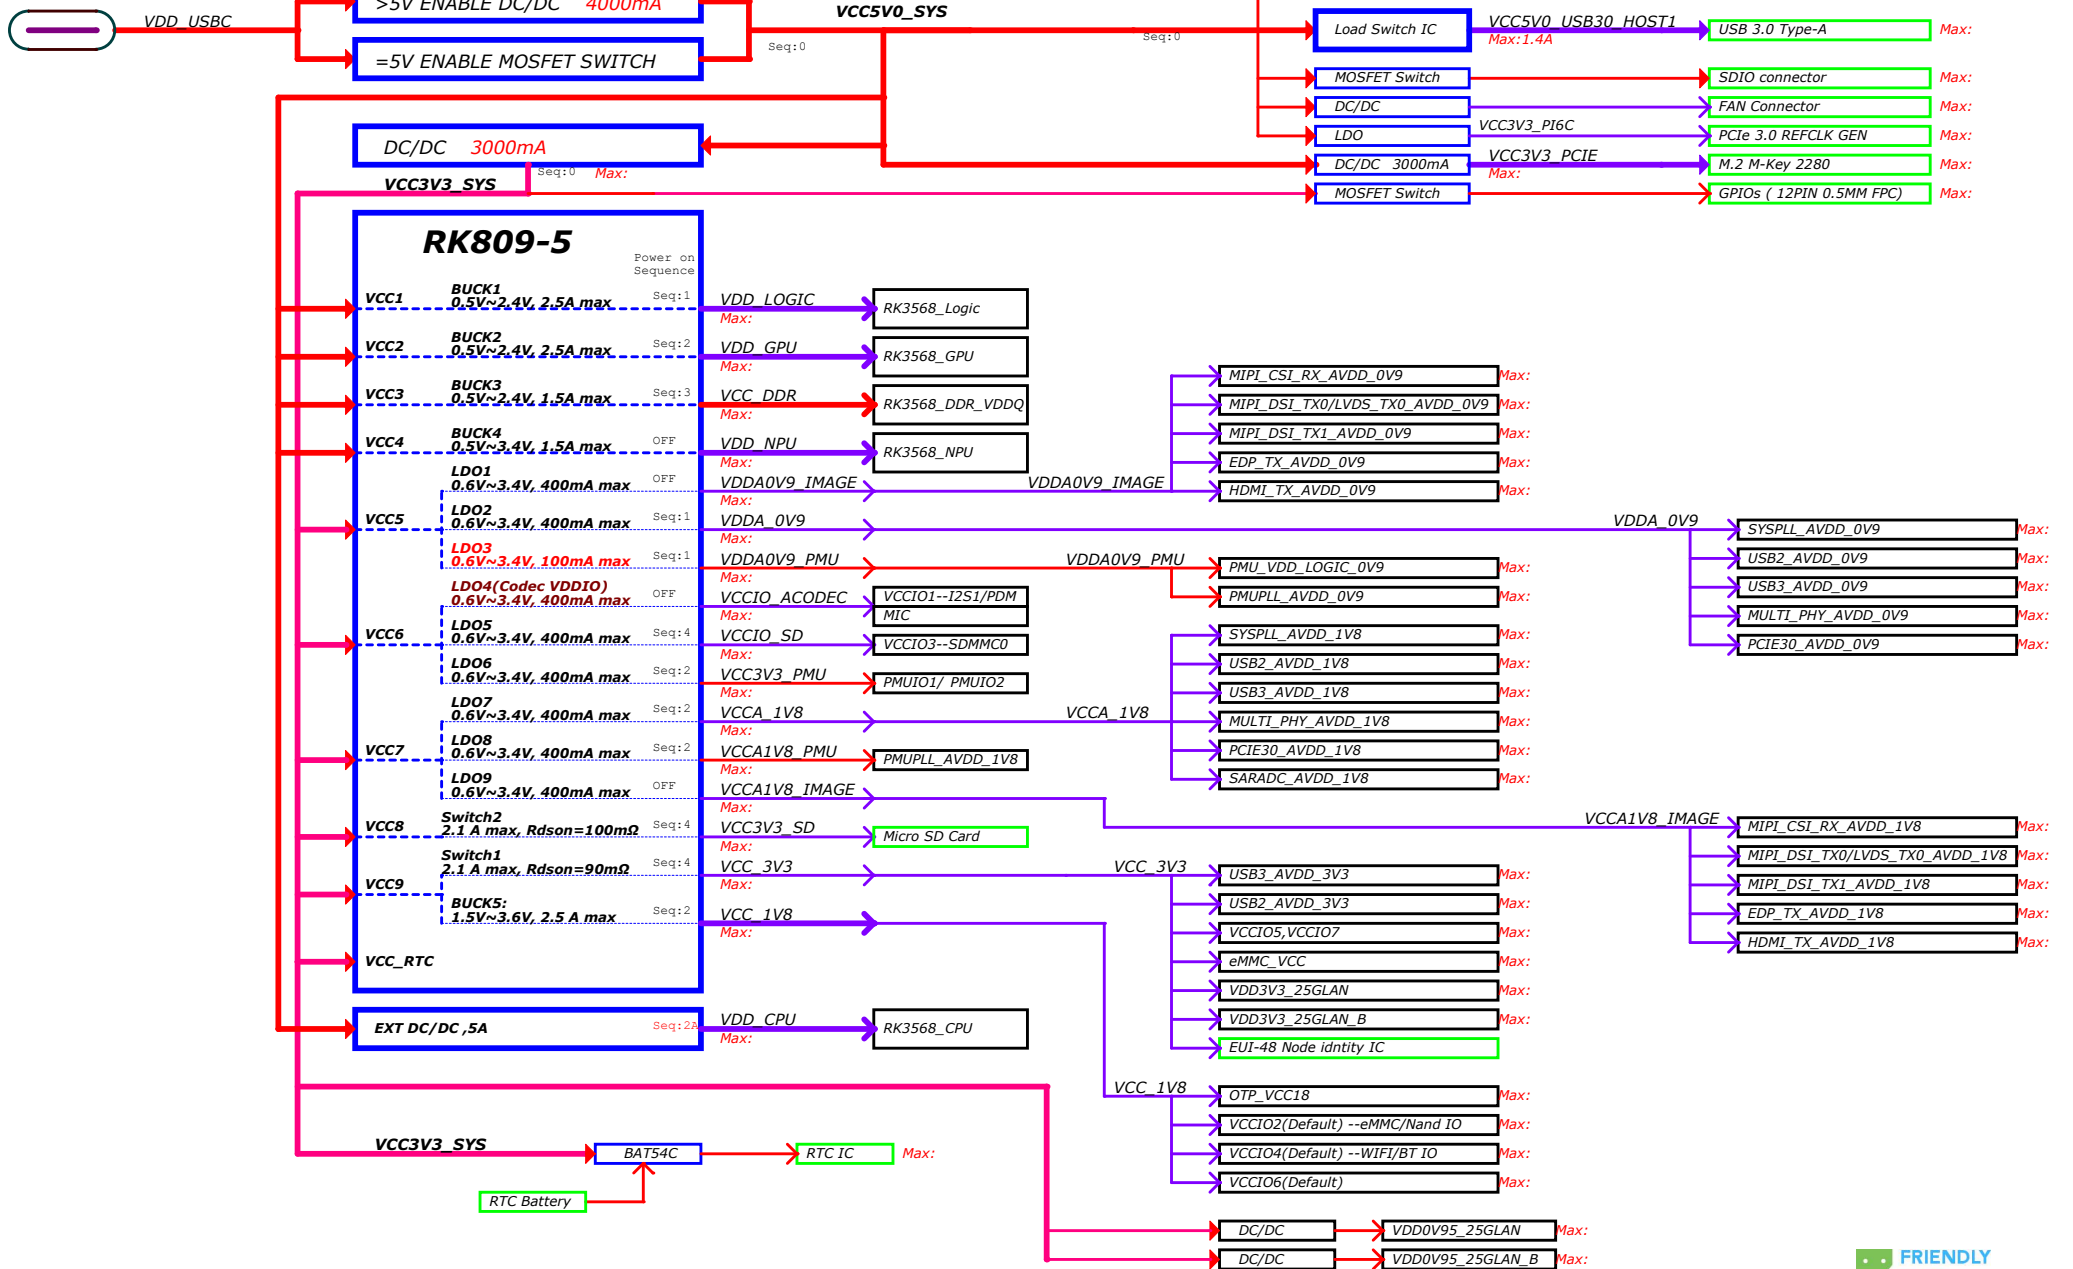 >5V ENABLE DC/DC 4000mA
VDD_USBC
=5V ENABLE MOSFET SWITCH
VCC5V0_SYS
Seq:0
Seq:0
Load Switch IC
VCC5V0_USB30_HOST1
Max:1.4A
USB 3.0 Type-A
Max:
MOSFET Switch
SDIO connector
Max:
DC/DC
FAN Connector
Max:
LDO
VCC3V3_PI6C
PCIe 3.0 REFCLK GEN
Max:
DC/DC 3000mA
VCC3V3_PCIE
Max:
M.2 M-Key 2280
Max:
MOSFET Switch
GPIOs ( 12PIN 0.5MM FPC)
Max:
DC/DC 3000mA
Seq:0
Max:
VCC3V3_SYS
RK809-5
Power on
Sequence
VCC1
BUCK1
0.5V~2.4V, 2.5A max
Seq:1
VDD_LOGIC
Max:
RK3568_Logic
VCC2
BUCK2
0.5V~2.4V, 2.5A max
Seq:2
VDD_GPU
Max:
RK3568_GPU
VCC3
BUCK3
0.5V~2.4V, 1.5A max
Seq:3
VCC_DDR
Max:
RK3568_DDR_VDDQ
VCC4
BUCK4
0.5V~3.4V, 1.5A max
OFF
VDD_NPU
Max:
RK3568_NPU
LDO1
0.6V~3.4V, 400mA max
OFF
VDDA0V9_IMAGE
Max:
VDDA0V9_IMAGE
MIPI_CSI_RX_AVDD_0V9
Max:
MIPI_DSI_TX0/LVDS_TX0_AVDD_0V9
Max:
MIPI_DSI_TX1_AVDD_0V9
Max:
EDP_TX_AVDD_0V9
Max:
HDMI_TX_AVDD_0V9
Max:
VCC5
LDO2
0.6V~3.4V, 400mA max
Seq:1
VDDA_0V9
Max:
VDDA_0V9
SYSPLL_AVDD_0V9
Max:
USB2_AVDD_0V9
Max:
USB3_AVDD_0V9
Max:
MULTI_PHY_AVDD_0V9
Max:
PCIE30_AVDD_0V9
Max:
LDO3
0.6V~3.4V, 100mA max
Seq:1
VDDA0V9_PMU
Max:
VDDA0V9_PMU
PMU_VDD_LOGIC_0V9
Max:
PMUPLL_AVDD_0V9
Max:
LDO4(Codec VDDIO)
0.6V~3.4V, 400mA max
OFF
VCCIO_ACODEC
Max:
VCCIO1--I2S1/PDM
MIC
VCC6
LDO5
0.6V~3.4V, 400mA max
Seq:4
VCCIO_SD
Max:
VCCIO3--SDMMC0
LDO6
0.6V~3.4V, 400mA max
Seq:2
VCC3V3_PMU
Max:
PMUIO1/ PMUIO2
LDO7
0.6V~3.4V, 400mA max
Seq:2
VCCA_1V8
Max:
VCCA_1V8
SYSPLL_AVDD_1V8
Max:
USB2_AVDD_1V8
Max:
USB3_AVDD_1V8
Max:
MULTI_PHY_AVDD_1V8
Max:
PCIE30_AVDD_1V8
Max:
SARADC_AVDD_1V8
Max:
VCC7
LDO8
0.6V~3.4V, 400mA max
Seq:2
VCCA1V8_PMU
Max:
PMUPLL_AVDD_1V8
LDO9
0.6V~3.4V, 400mA max
OFF
VCCA1V8_IMAGE
Max:
VCCA1V8_IMAGE
MIPI_CSI_RX_AVDD_1V8
Max:
MIPI_DSI_TX0/LVDS_TX0_AVDD_1V8
Max:
MIPI_DSI_TX1_AVDD_1V8
Max:
EDP_TX_AVDD_1V8
Max:
HDMI_TX_AVDD_1V8
Max:
VCC8
Switch2
2.1 A max, Rdson=100mΩ
Seq:4
VCC3V3_SD
Max:
Micro SD Card
Switch1
2.1 A max, Rdson=90mΩ
Seq:4
VCC_3V3
Max:
VCC_3V3
USB3_AVDD_3V3
Max:
USB2_AVDD_3V3
Max:
VCCIO5,VCCIO7
Max:
eMMC_VCC
Max:
VDD3V3_25GLAN
Max:
VDD3V3_25GLAN_B
Max:
EUI-48 Node idntity IC
VCC9
BUCK5:
1.5V~3.6V, 2.5 A max
Seq:2
VCC_1V8
Max:
VCC_RTC
EXT DC/DC ,5A
Seq:2A
VDD_CPU
Max:
RK3568_CPU
VCC_1V8
OTP_VCC18
Max:
VCCIO2(Default) --eMMC/Nand IO
Max:
VCCIO4(Default) --WIFI/BT IO
Max:
VCCIO6(Default)
Max:
VCC3V3_SYS
BAT54C
RTC IC
Max:
RTC Battery
DC/DC
VDD0V95_25GLAN
Max:
DC/DC
VDD0V95_25GLAN_B
Max:
FRIENDLY